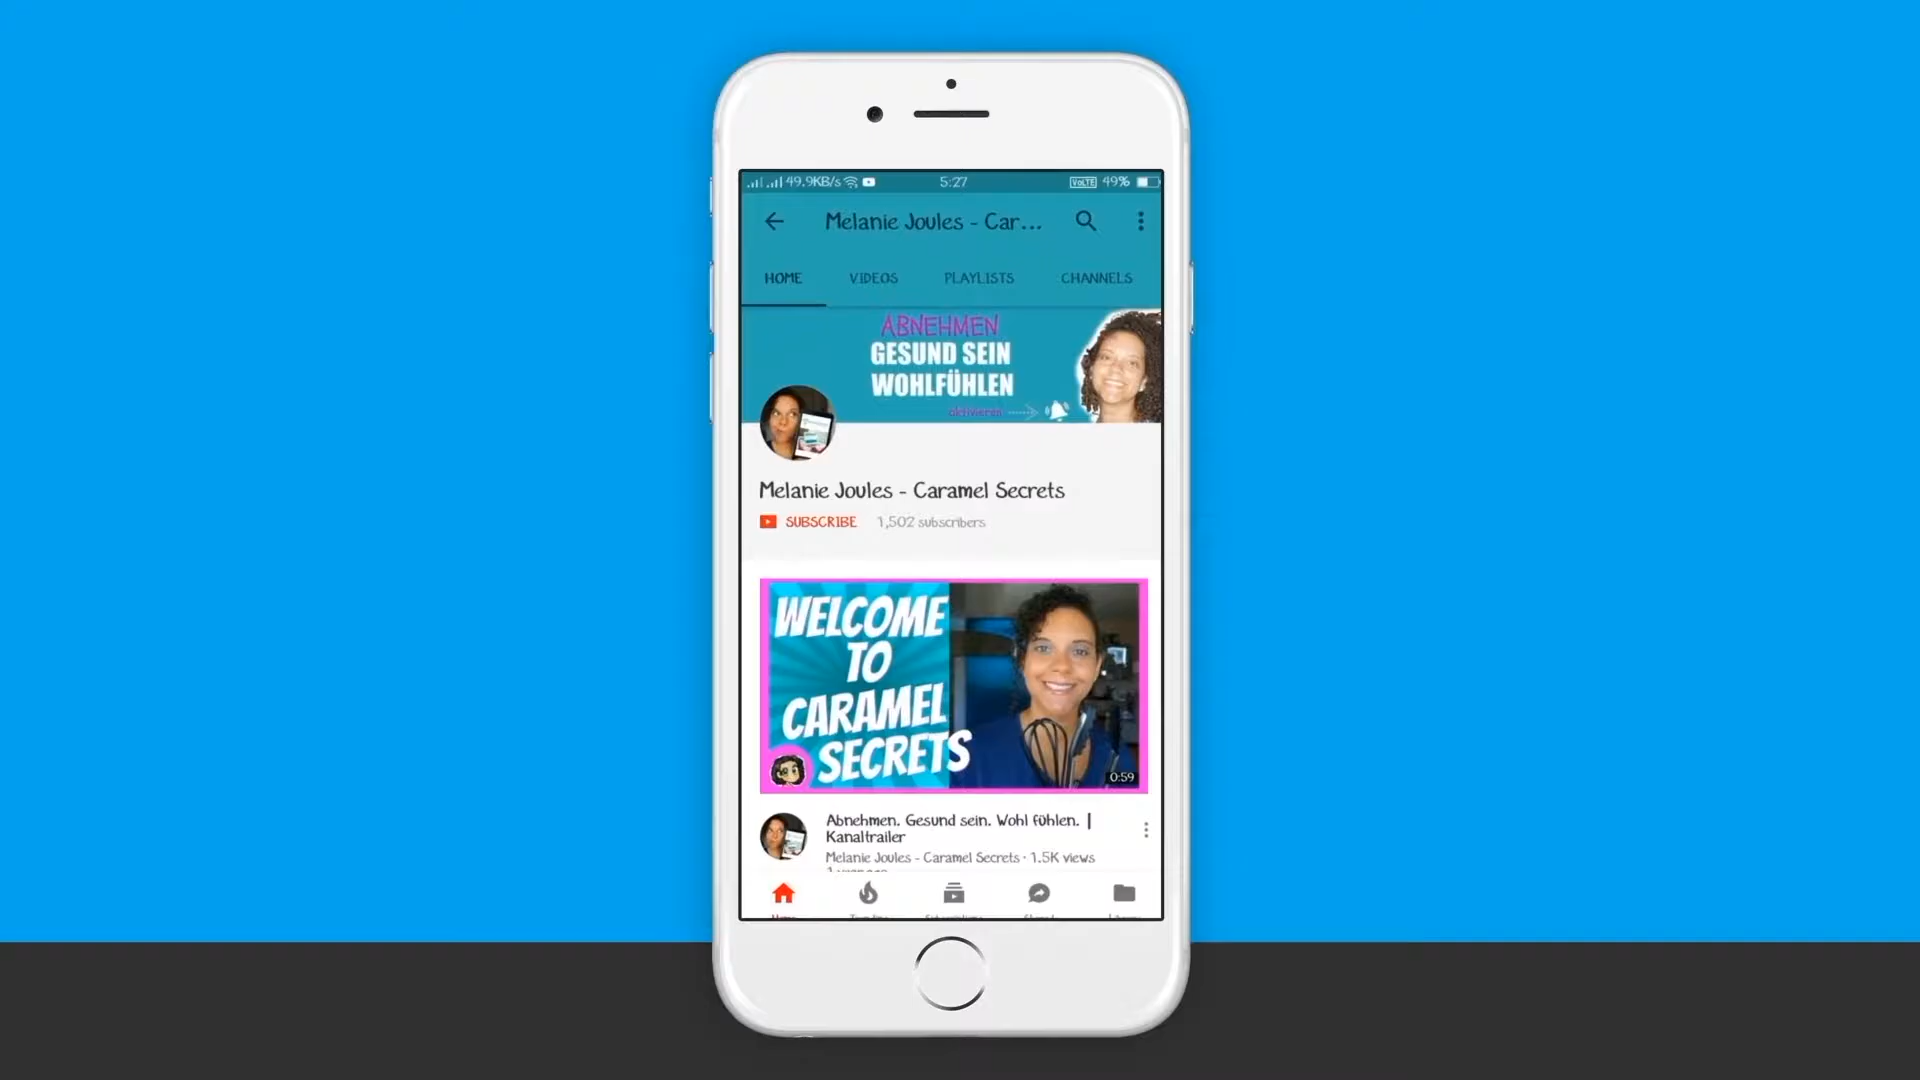 49.9KB/s 5:27 VoLTE 49%
Melanie Joules - Car...
HOME VIDEOS PLAYLISTS CHANNELS
ABNEHMEN
GESUND SEIN
WOHLFÜHLEN
aktivieren
Melanie Joules - Caramel Secrets
SUBSCRIBE 1,502 subscribers
WELCOME
TO
CARAMEL
SECRETS
0:59
Abnehmen. Gesund sein. Wohl fühlen. |
Kanaltrailer
Melanie Joules - Caramel Secrets · 1.5K views